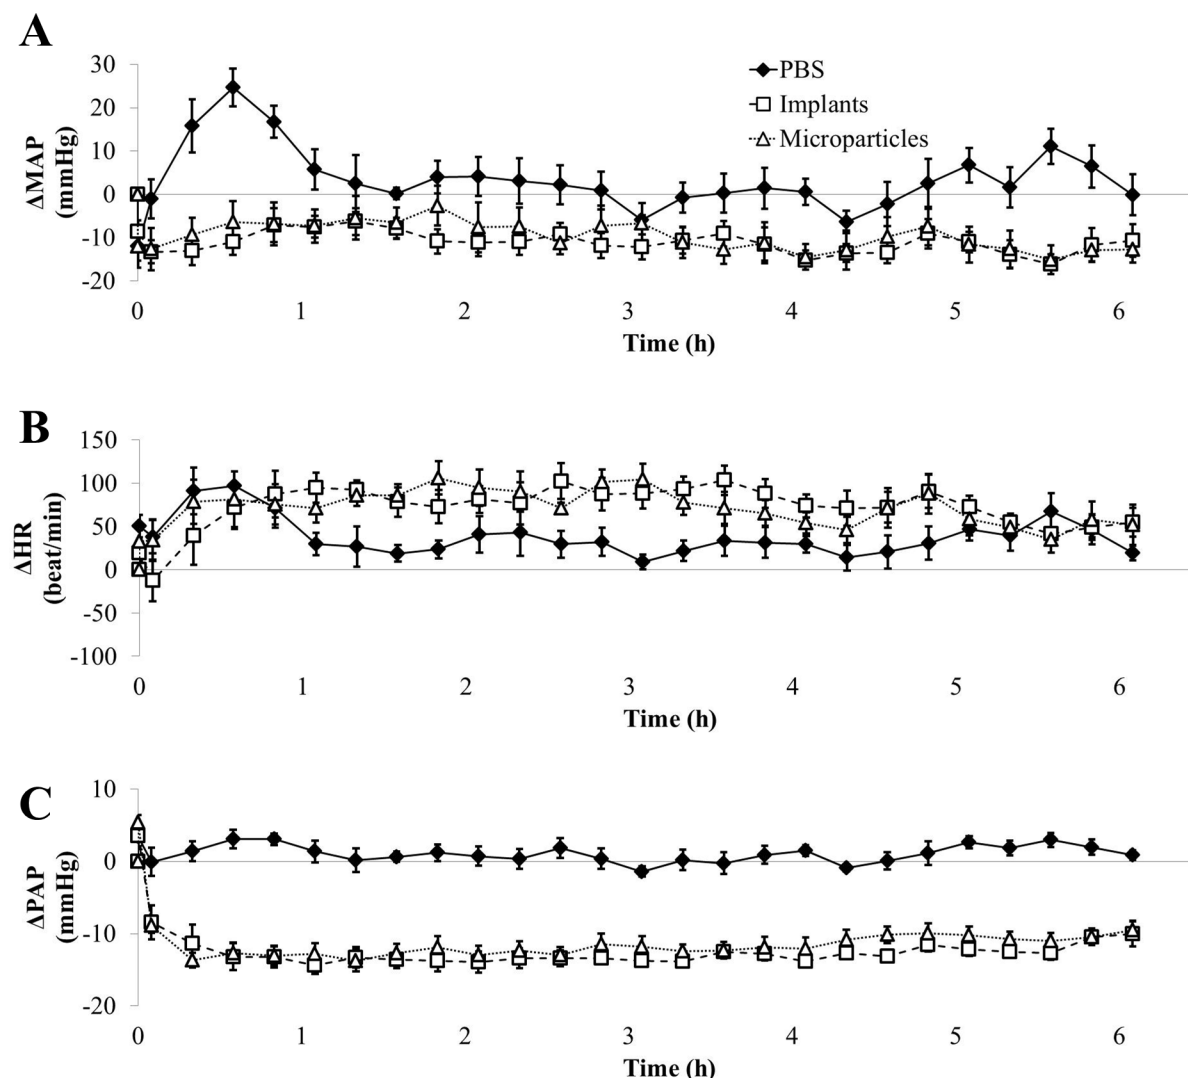 A
30
20
10
0
-10
-20
ΔMAP
(mmHg)
PBS
Implants
Microparticles
0 1 2 3 4 5 6
Time (h)
B
150
100
50
0
-50
-100
ΔHR
(beat/min)
0 1 2 3 4 5 6
Time (h)
C
10
0
-10
-20
ΔPAP
(mmHg)
0 1 2 3 4 5 6
Time (h)